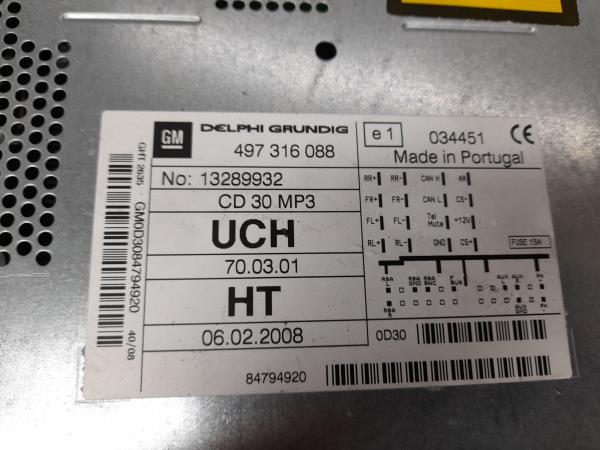 GM DELPHI GRUNDIG
497 316 088
e1 034451 CE
Made in Portugal
No: 13289932
CD 30 MP3
UCH
70.03.01
HT
06.02.2008
84794920
RR+ RR- CAN H AR
FR+ FR- CAN L CS-
FL+ FL- Tel Mute +12V
RL+ RL- GND CS+
FUSE 15A
0D30
GM0D3084794920
40/08